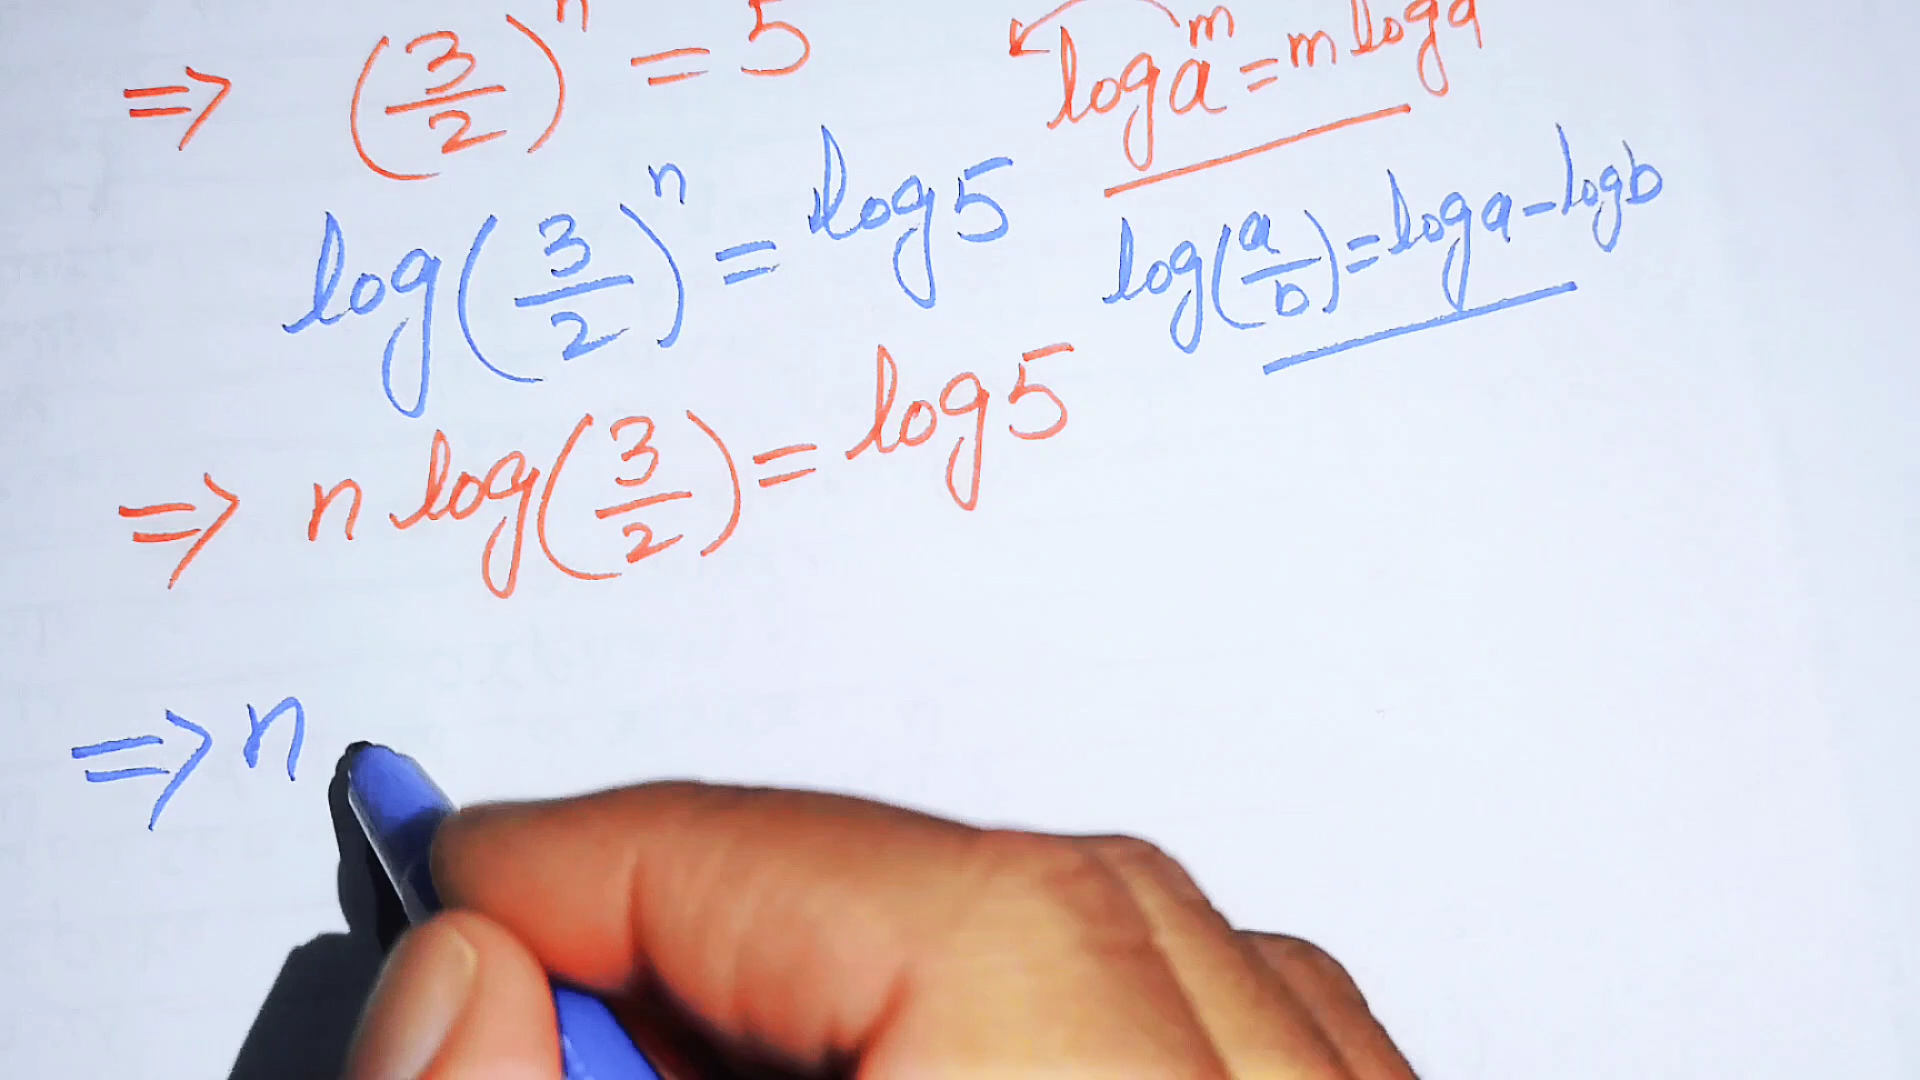 ⇒ (3/2)^n = 5
log a^m = m log a
log(3/2)^n = log 5
log(a/b) = log a - log b
⇒ n log(3/2) = log 5
⇒ n